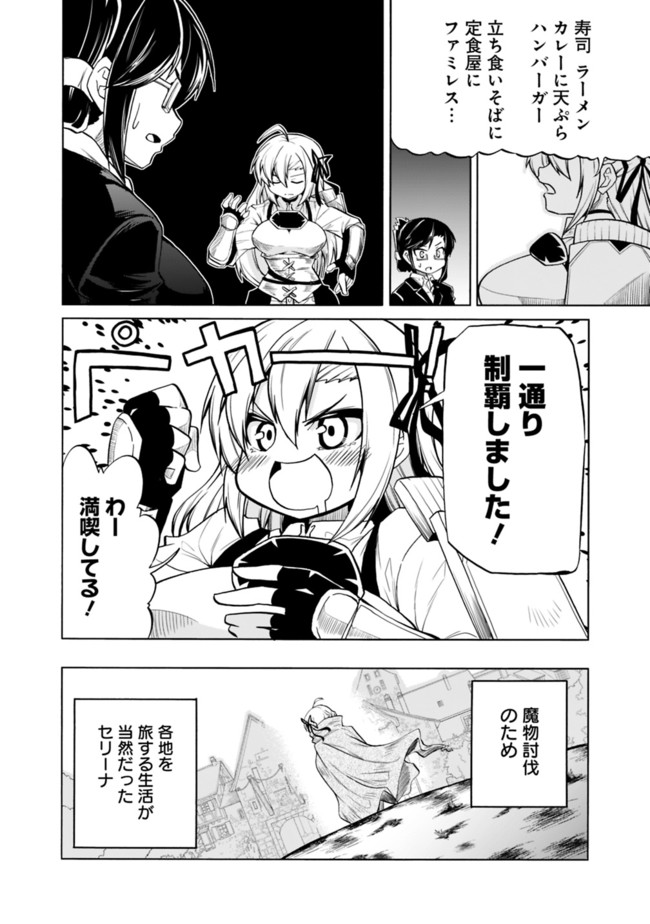 寿司 ラーメン
カレーに天ぷら
ハンバーガー
立ち食いそばに
定食屋に
ファミレス…
一通り
制覇しました!
カッ
わー
満喫してる!
魔物討伐
のため
各地を
旅する生活が
当然だった
セリーナ